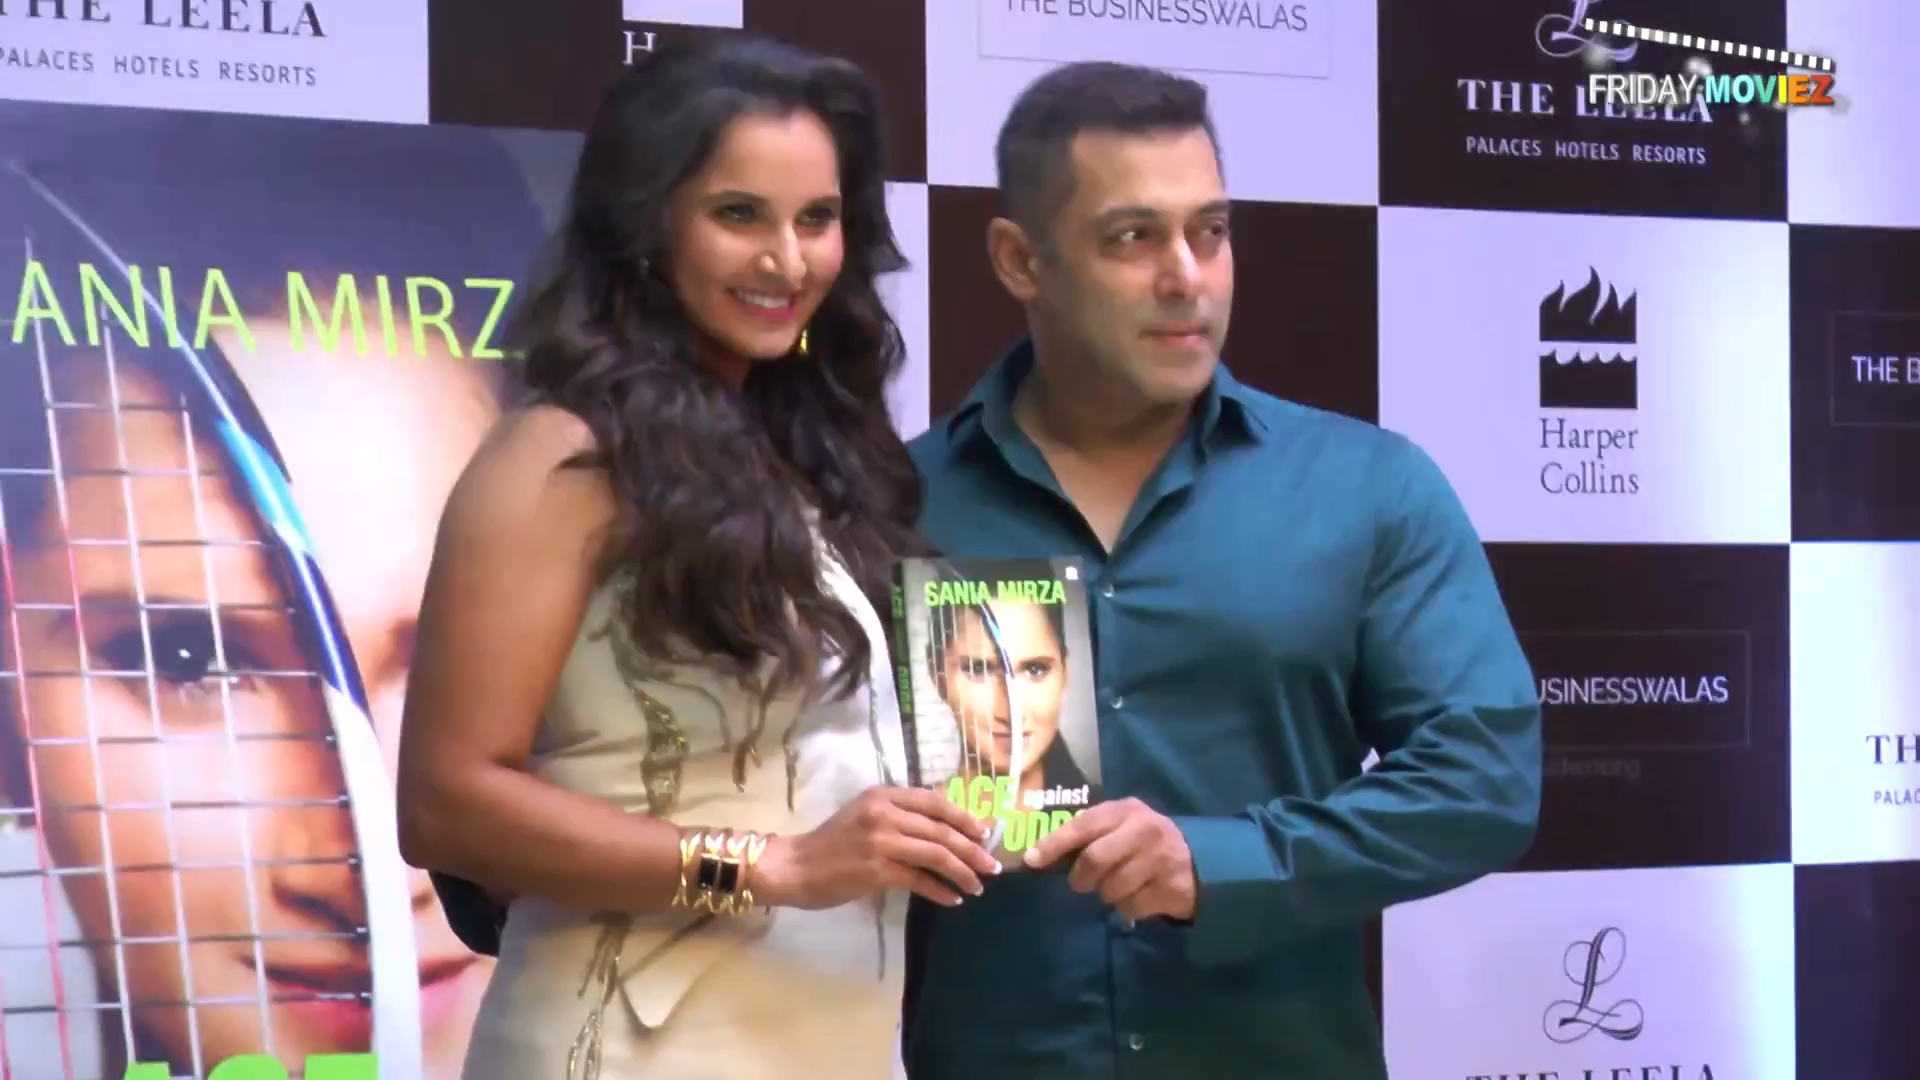 THE LEELA
PALACES HOTELS RESORTS
H
THE BUSINESSWALAS
THE LEELA
PALACES HOTELS RESORTS
FRIDAY MOVIEZ
ANIA MIRZ
Harper
Collins
THE B
SANIA MIRZA
ACE against
ODDS
USINESSWALAS
TH
PALAC
ACE
THE LEELA